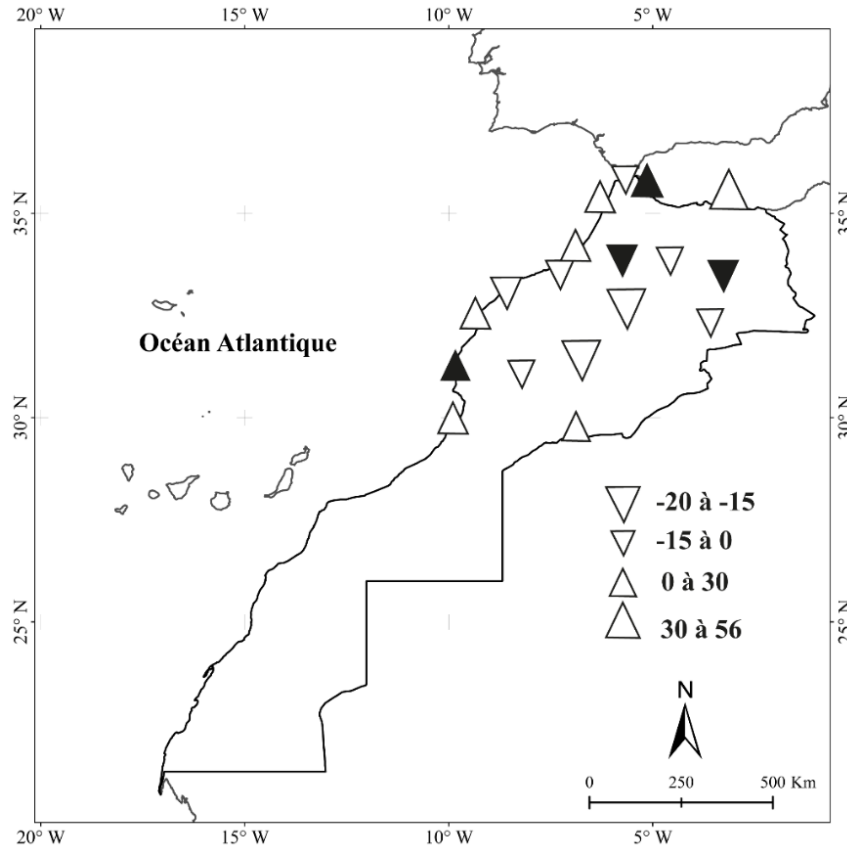 20° W 15° W 10° W 5° W
35° N
35° N
Océan Atlantique
30° N
30° N
-20 à -15
-15 à 0
0 à 30
30 à 56
25° N
25° N
N
0 250 500 Km
20° W 15° W 10° W 5° W